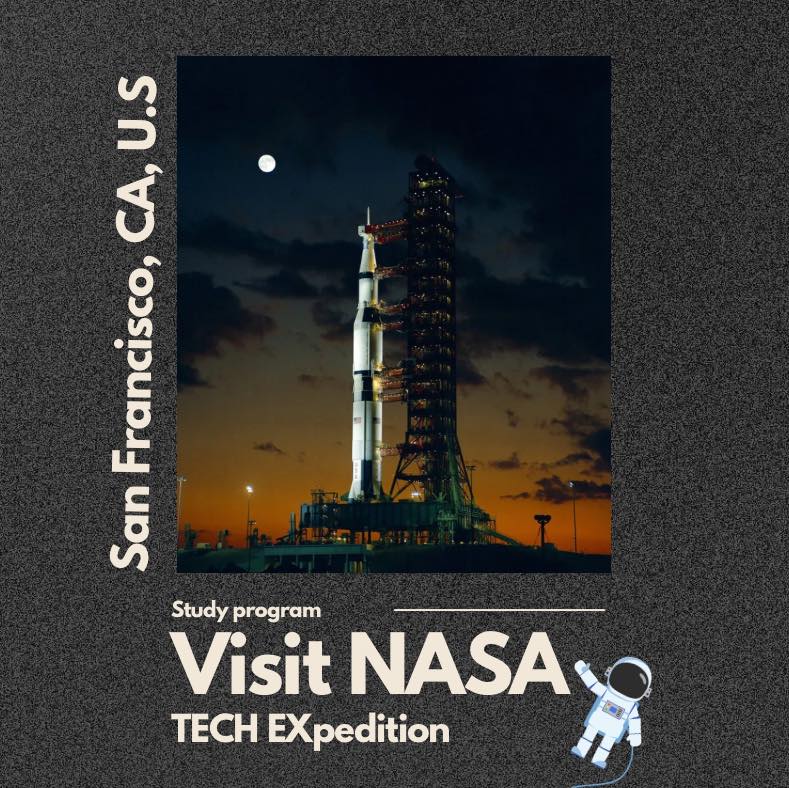 San Francisco, CA, U.S
Study program
Visit NASA
TECH EXpedition